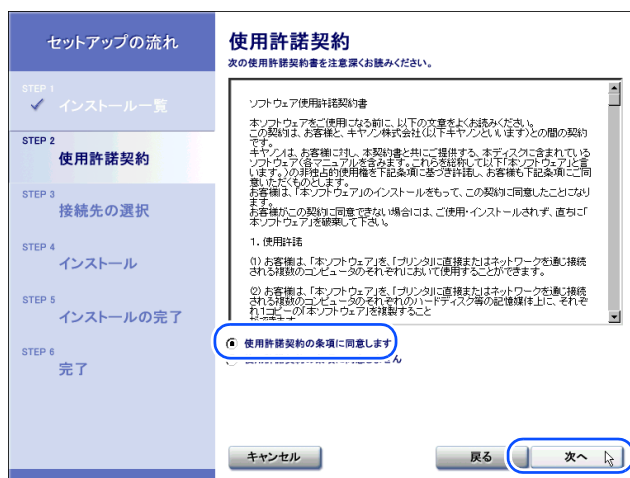 セットアップの流れ
STEP 1
インストール一覧
STEP 2
使用許諾契約
STEP 3
接続先の選択
STEP 4
インストール
STEP 5
インストールの完了
STEP 6
完了
使用許諾契約
次の使用許諾契約書を注意深くお読みください。
ソフトウェア使用許諾契約書
本ソフトウェアをご使用になる前に、以下の文章をよくお読みください。
この契約は、お客様と、キヤノン株式会社(以下キヤノンといいます)との間の契約
です。
キヤノンは、お客様に対し、本契約書と共にご提供する、本ディスクに含まれている
ソフトウェア(各マニュアルを含みます。これらを総称して以下「本ソフトウェア」と言
います。)の非独占的使用権を下記条項に基づき許諾し、お客様も下記条項にご同
意いただくものとします。
お客様は、「本ソフトウェア」のインストールをもって、この契約に同意したことになり
ます。
お客様がこの契約に同意できない場合には、ご使用・インストールされず、直ちに「
本ソフトウェア」を破棄して下さい。
1. 使用許諾
(1) お客様は、「本ソフトウェア」を、「プリンタ」に直接またはネットワークを通じ接続
される複数のコンピュータのそれぞれにおいて使用することができます。
(2) お客様は、「本ソフトウェア」を、「プリンタ」に直接またはネットワークを通じ接続
される複数のコンピュータのそれぞれのハードディスク等の記憶媒体上に、それぞ
れ1コピーの「本ソフトウェア」を複製すること
ができます。
使用許諾契約の条項に同意します
ん
キャンセル
戻る
次へ